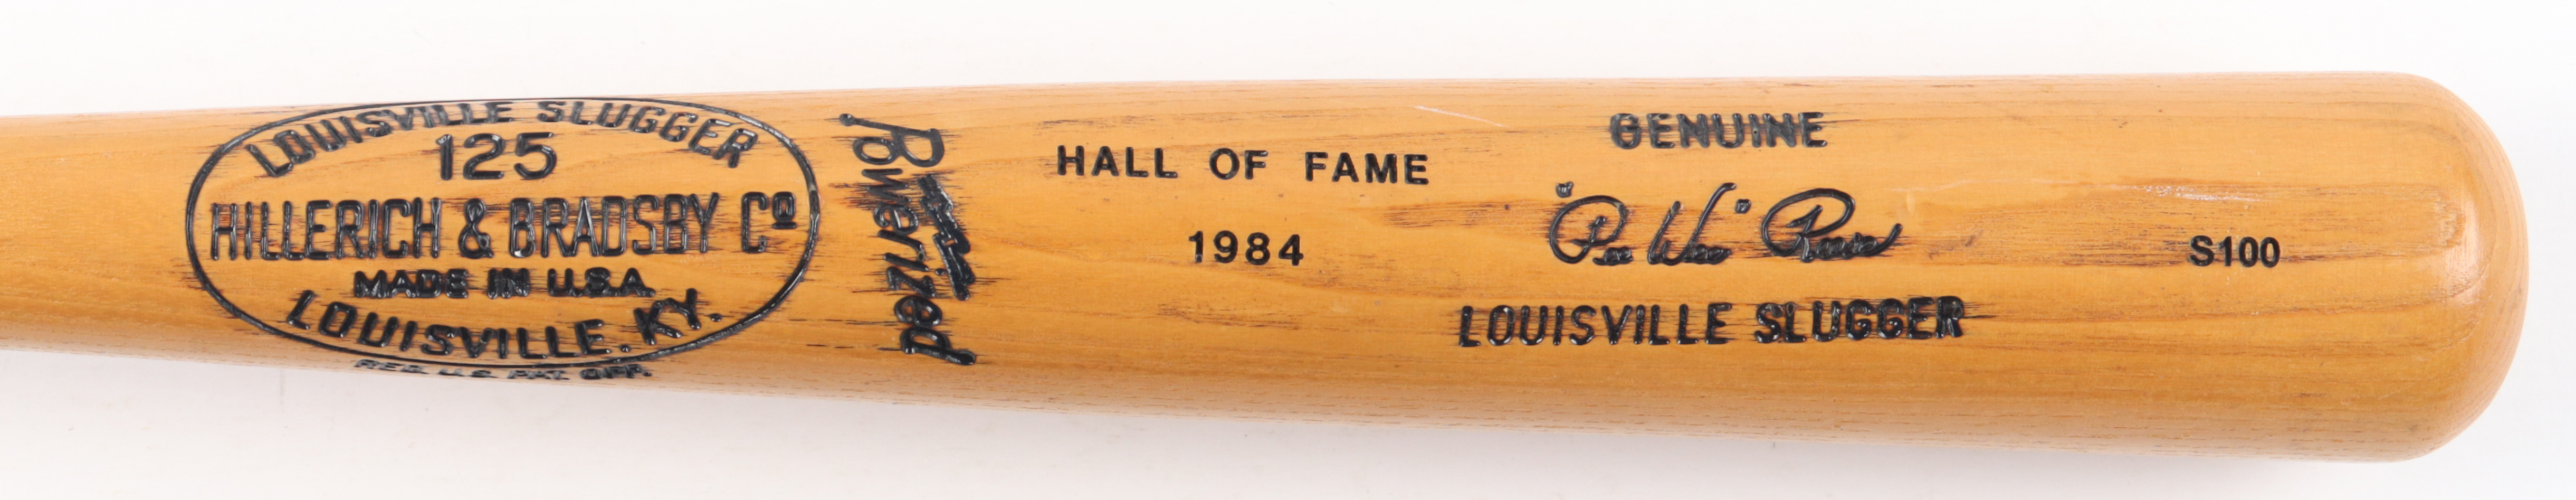 LOUISVILLE SLUGGER
125
HILLERICH & BRADSBY Cº
MADE IN U.S.A.
LOUISVILLE, KY.
REG. U.S. PAT. OFF.
Powerized
HALL OF FAME
1984
GENUINE
"Pee Wee" Reese
LOUISVILLE SLUGGER
S100